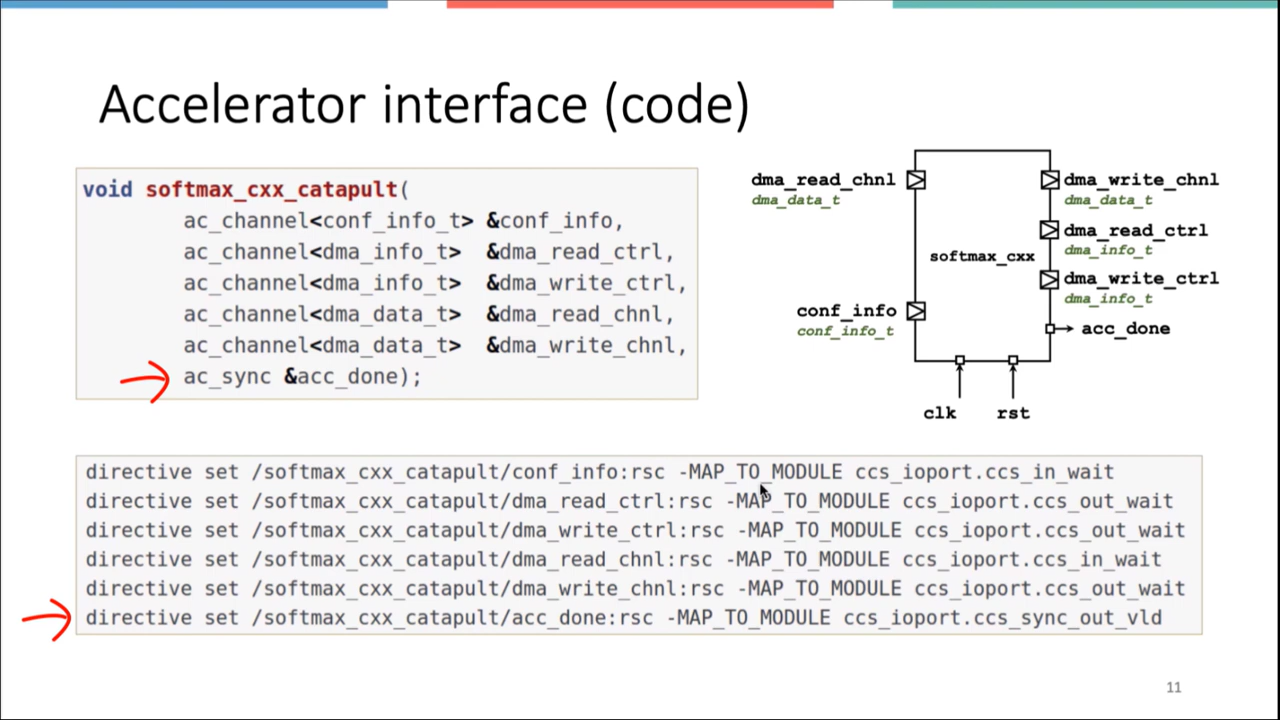 Accelerator interface (code)
void softmax_cxx_catapult(
ac_channel<conf_info_t> &conf_info,
ac_channel<dma_info_t> &dma_read_ctrl,
ac_channel<dma_info_t> &dma_write_ctrl,
ac_channel<dma_data_t> &dma_read_chnl,
ac_channel<dma_data_t> &dma_write_chnl,
ac_sync &acc_done);
dma_read_chnl
dma_data_t
conf_info
conf_info_t
softmax_cxx
dma_write_chnl
dma_data_t
dma_read_ctrl
dma_info_t
dma_write_ctrl
dma_info_t
acc_done
clk
rst
directive set /softmax_cxx_catapult/conf_info:rsc -MAP_TO_MODULE ccs_ioport.ccs_in_wait
directive set /softmax_cxx_catapult/dma_read_ctrl:rsc -MAP_TO_MODULE ccs_ioport.ccs_out_wait
directive set /softmax_cxx_catapult/dma_write_ctrl:rsc -MAP_TO_MODULE ccs_ioport.ccs_out_wait
directive set /softmax_cxx_catapult/dma_read_chnl:rsc -MAP_TO_MODULE ccs_ioport.ccs_in_wait
directive set /softmax_cxx_catapult/dma_write_chnl:rsc -MAP_TO_MODULE ccs_ioport.ccs_out_wait
directive set /softmax_cxx_catapult/acc_done:rsc -MAP_TO_MODULE ccs_ioport.ccs_sync_out_vld
11